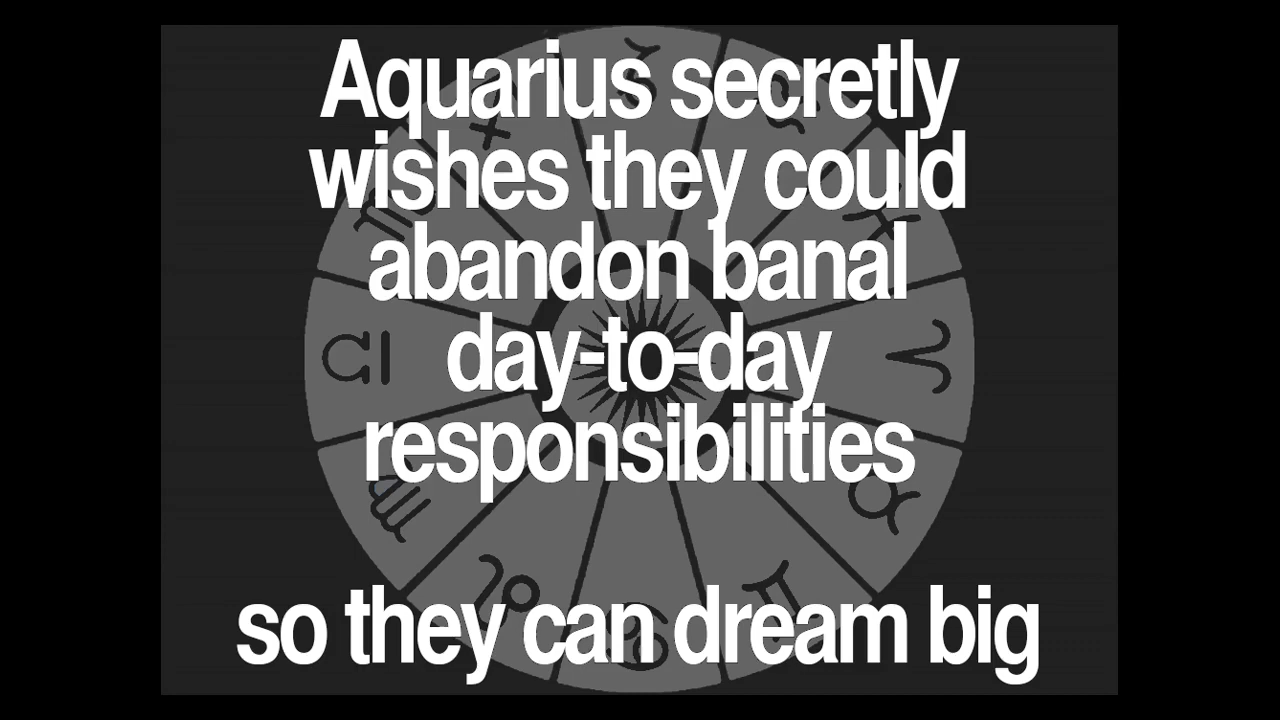 Aquarius secretly
wishes they could
abandon banal
day-to-day
responsibilities
so they can dream big